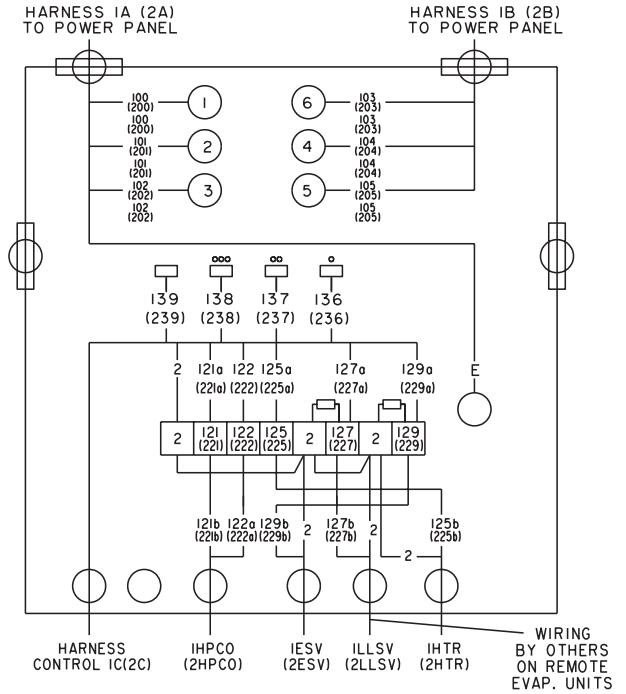 HARNESS 1A (2A)
TO POWER PANEL
HARNESS 1B (2B)
TO POWER PANEL
100
(200)
1
6
103
(203)
100
(200)
103
(203)
101
(201)
2
4
104
(204)
101
(201)
104
(204)
102
(202)
3
5
105
(205)
102
(202)
105
(205)
139
(239)
138
(238)
137
(237)
136
(236)
2
121a
(221a)
122
(222)
125a
(225a)
127a
(227a)
129a
(229a)
E
2
121
(221)
122
(222)
125
(225)
2
127
(227)
2
129
(229)
121b
(221b)
122a
(222a)
129b
(229b)
2
127b
(227b)
2
125b
(225b)
2
HARNESS
CONTROL 1C(2C)
1HPCO
(2HPCO)
1ESV
(2ESV)
1LLSV
(2LLSV)
1HTR
(2HTR)
WIRING
BY OTHERS
ON REMOTE
EVAP. UNITS